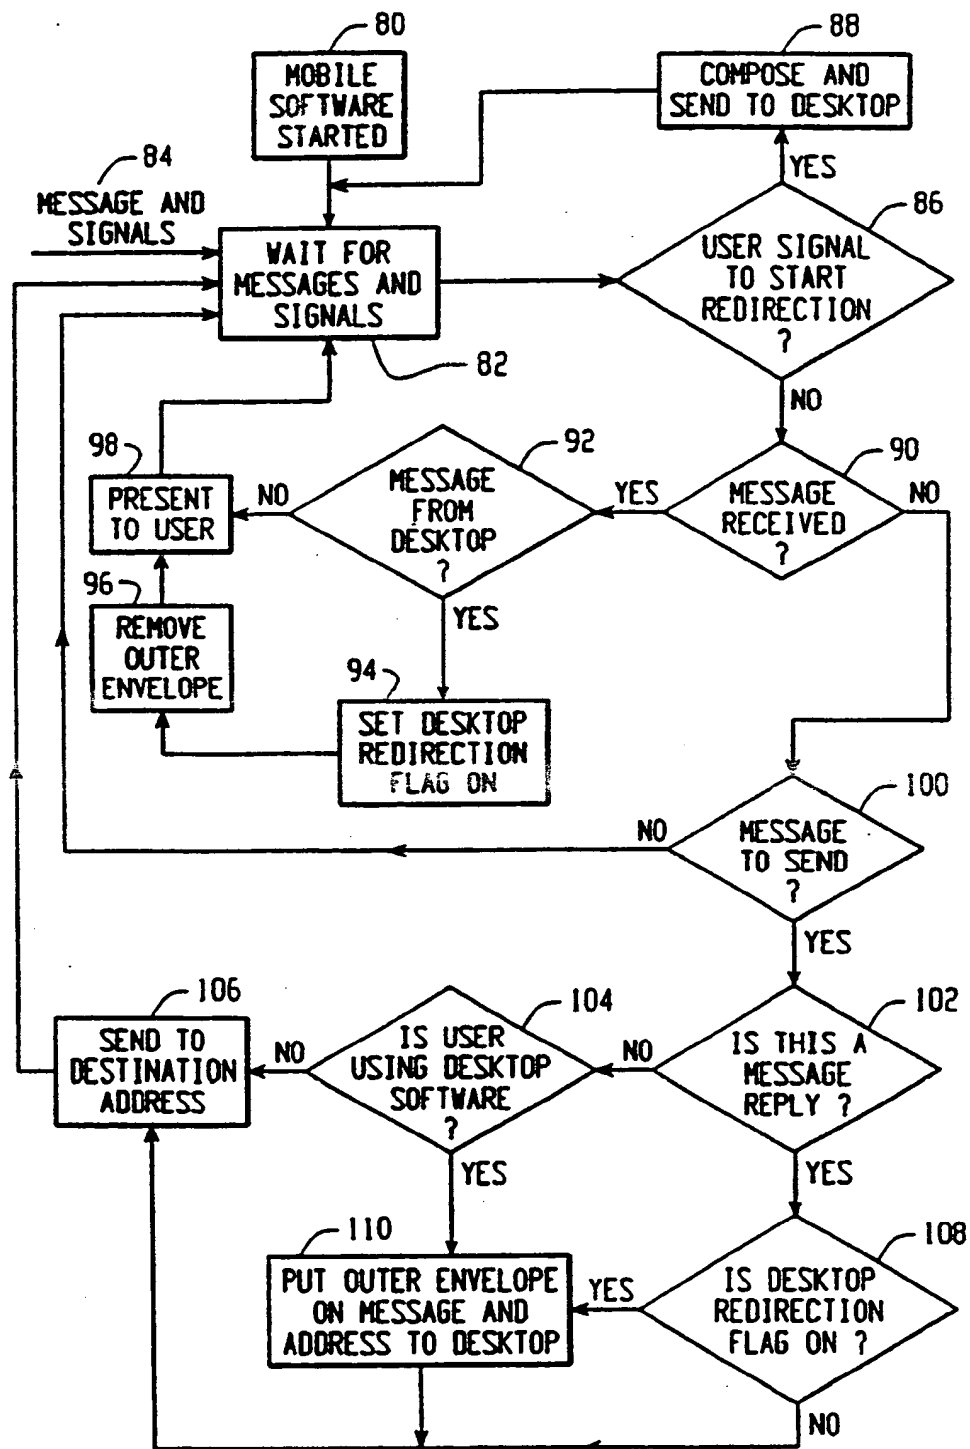 80
MOBILE
SOFTWARE
STARTED
88
COMPOSE AND
SEND TO DESKTOP
YES
84
MESSAGE AND
SIGNALS
86
USER SIGNAL
TO START
REDIRECTION
?
WAIT FOR
MESSAGES AND
SIGNALS
82
NO
98
PRESENT
TO USER
NO
92
MESSAGE
FROM
DESKTOP
?
YES
90
MESSAGE
RECEIVED
?
NO
96
REMOVE
OUTER
ENVELOPE
YES
94
SET DESKTOP
REDIRECTION
FLAG ON
100
MESSAGE
TO SEND
?
NO
YES
106
SEND TO
DESTINATION
ADDRESS
NO
104
IS USER
USING DESKTOP
SOFTWARE
?
NO
102
IS THIS A
MESSAGE
REPLY ?
YES
YES
110
PUT OUTER ENVELOPE
ON MESSAGE AND
ADDRESS TO DESKTOP
YES
108
IS DESKTOP
REDIRECTION
FLAG ON ?
NO